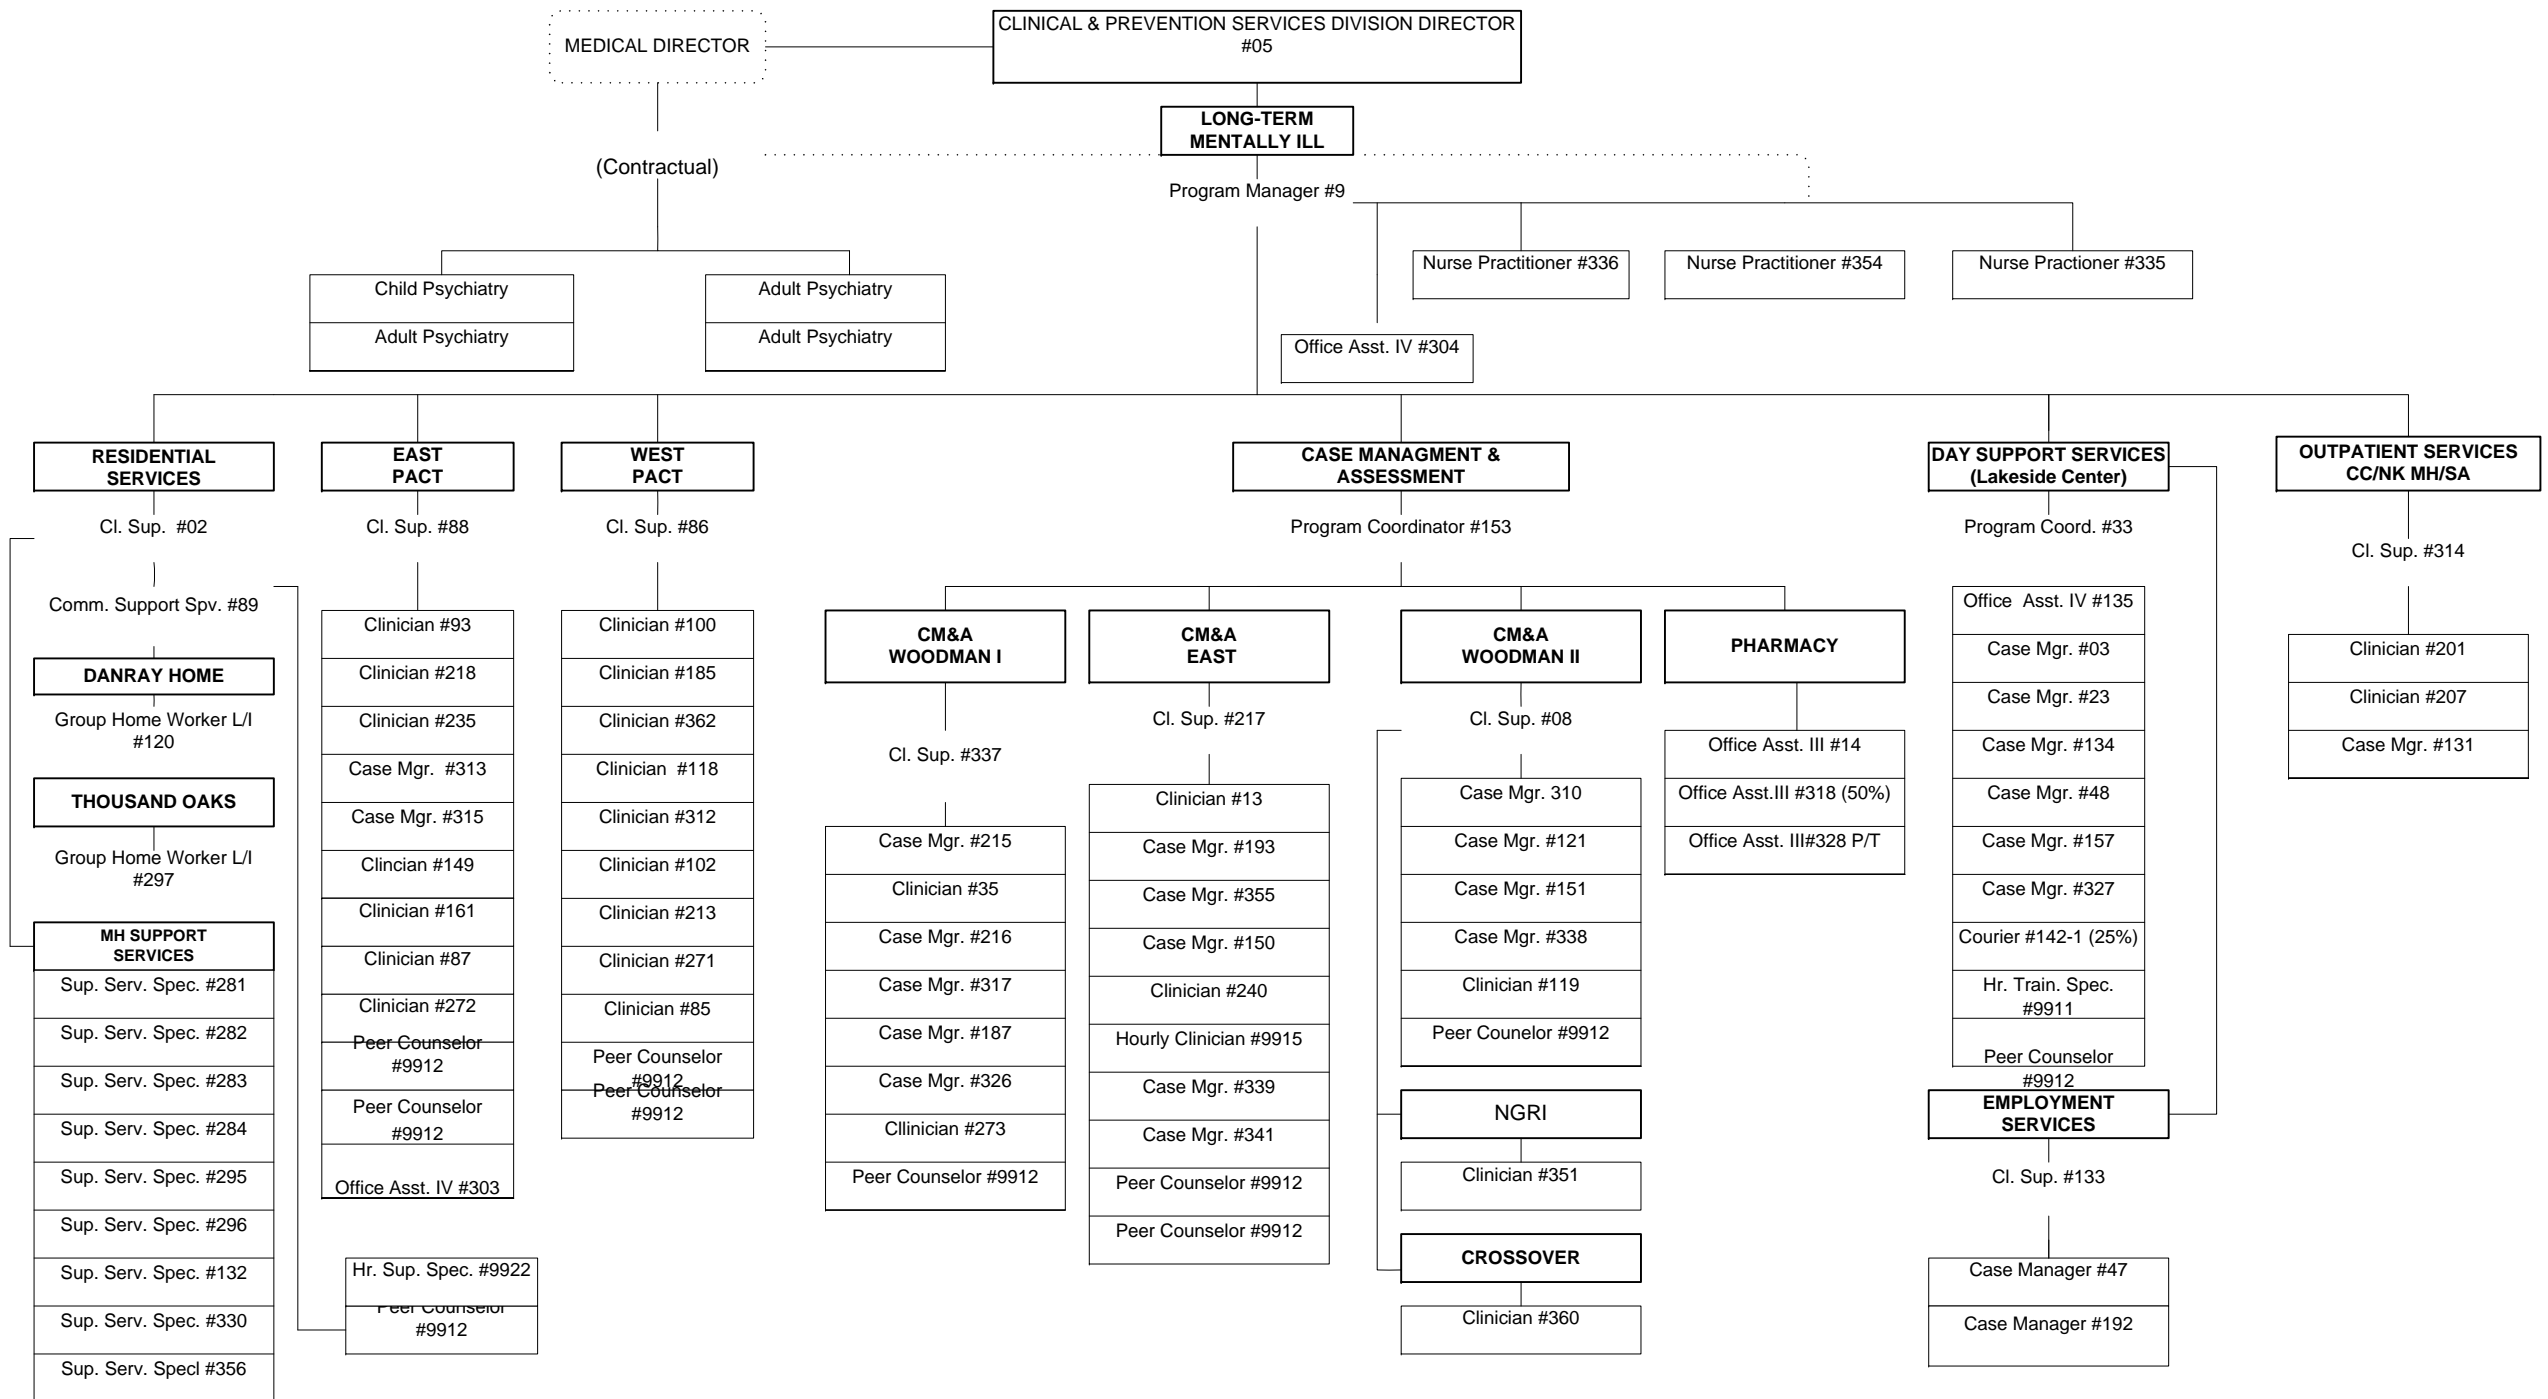 MEDICAL DIRECTOR
CLINICAL & PREVENTION SERVICES DIVISION DIRECTOR
#05
LONG-TERM
MENTALLY ILL
(Contractual)
Program Manager #9
Child Psychiatry
Adult Psychiatry
Adult Psychiatry
Adult Psychiatry
Nurse Practitioner #336
Nurse Practitioner #354
Nurse Practioner #335
Office Asst. IV #304
RESIDENTIAL
SERVICES
Cl. Sup. #02
Comm. Support Spv. #89
DANRAY HOME
Group Home Worker L/I
#120
THOUSAND OAKS
Group Home Worker L/I
#297
MH SUPPORT
SERVICES
Sup. Serv. Spec. #281
Sup. Serv. Spec. #282
Sup. Serv. Spec. #283
Sup. Serv. Spec. #284
Sup. Serv. Spec. #295
Sup. Serv. Spec. #296
Sup. Serv. Spec. #132
Sup. Serv. Spec. #330
Sup. Serv. Specl #356
Hr. Sup. Spec. #9922
Peer Counselor
#9912
EAST
PACT
Cl. Sup. #88
Clinician #93
Clinician #218
Clinician #235
Case Mgr. #313
Case Mgr. #315
Clincian #149
Clinician #161
Clinician #87
Clinician #272
Peer Counselor
#9912
Peer Counselor
#9912
Office Asst. IV #303
WEST
PACT
Cl. Sup. #86
Clinician #100
Clinician #185
Clinician #362
Clinician #118
Clinician #312
Clinician #102
Clinician #213
Clinician #271
Clinician #85
Peer Counselor
#9912
Peer Counselor
#9912
CASE MANAGMENT &
ASSESSMENT
Program Coordinator #153
CM&A
WOODMAN I
Cl. Sup. #337
Case Mgr. #215
Clinician #35
Case Mgr. #216
Case Mgr. #317
Case Mgr. #187
Case Mgr. #326
Cllinician #273
Peer Counselor #9912
CM&A
EAST
Cl. Sup. #217
Clinician #13
Case Mgr. #193
Case Mgr. #355
Case Mgr. #150
Clinician #240
Hourly Clinician #9915
Case Mgr. #339
Case Mgr. #341
Peer Counselor #9912
Peer Counselor #9912
CM&A
WOODMAN II
Cl. Sup. #08
Case Mgr. 310
Case Mgr. #121
Case Mgr. #151
Case Mgr. #338
Clinician #119
Peer Counelor #9912
NGRI
Clinician #351
CROSSOVER
Clinician #360
PHARMACY
Office Asst. III #14
Office Asst.III #318 (50%)
Office Asst. III#328 P/T
DAY SUPPORT SERVICES
(Lakeside Center)
Program Coord. #33
Office Asst. IV #135
Case Mgr. #03
Case Mgr. #23
Case Mgr. #134
Case Mgr. #48
Case Mgr. #157
Case Mgr. #327
Courier #142-1 (25%)
Hr. Train. Spec.
#9911
Peer Counselor
#9912
EMPLOYMENT
SERVICES
Cl. Sup. #133
Case Manager #47
Case Manager #192
OUTPATIENT SERVICES
CC/NK MH/SA
Cl. Sup. #314
Clinician #201
Clinician #207
Case Mgr. #131